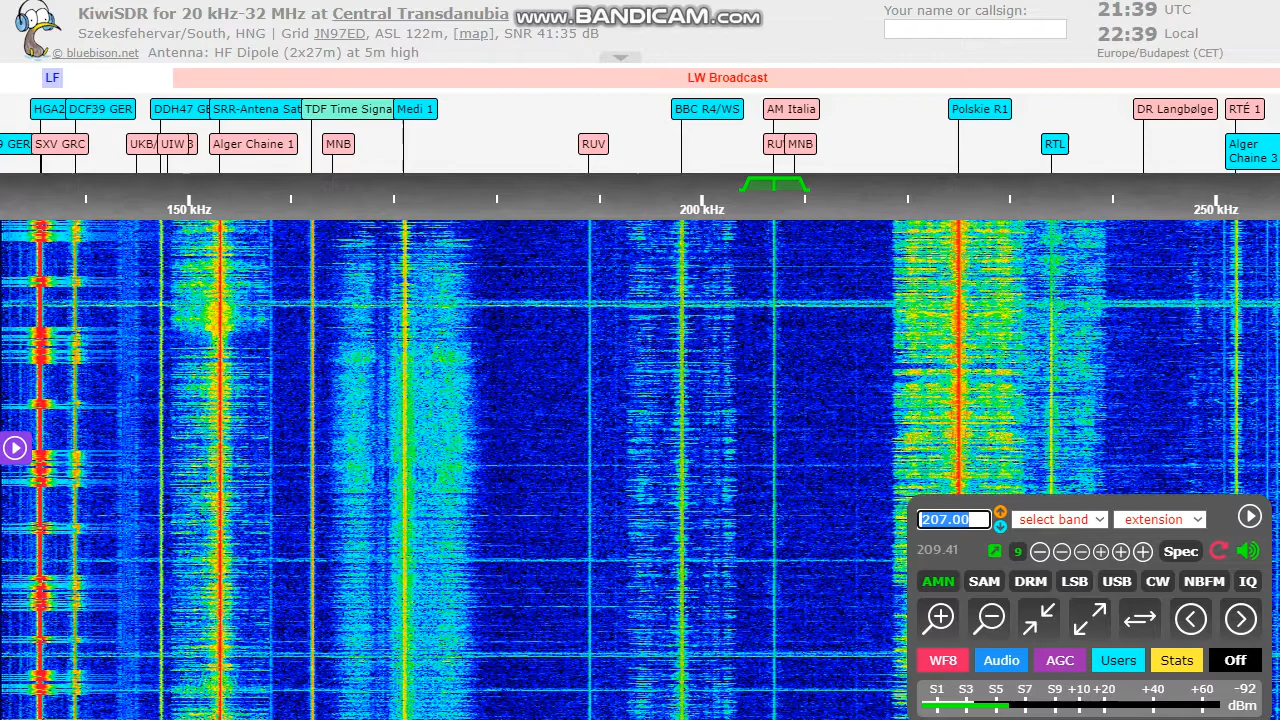 KiwiSDR for 20 kHz-32 MHz at Central Transdanubia
www.BANDICAM.com
Szekesfehervar/South, HNG | Grid JN97ED, ASL 122m, [map], SNR 41:35 dB
© bluebison.net Antenna: HF Dipole (2x27m) at 5m high
Your name or callsign:
21:39 UTC
22:39 Local
Europe/Budapest (CET)
LF
LW Broadcast
HGA2 DCF39 GER DDH47 GE SRR-Antena Sat TDF Time Signa Medi 1 BBC R4/WS AM Italia Polskie R1 DR Langbølge RTÉ 1
9 GER SXV GRC UKB/ UIW 3 Alger Chaine 1 MNB RUV RU MNB RTL Alger
Chaine 3
150 kHz 200 kHz 250 kHz
207.00 select band extension
209.41 9 Spec
AMN SAM DRM LSB USB CW NBFM IQ
WF8 Audio AGC Users Stats Off
S1 S3 S5 S7 S9 +10 +20 +40 +60 -92
dBm